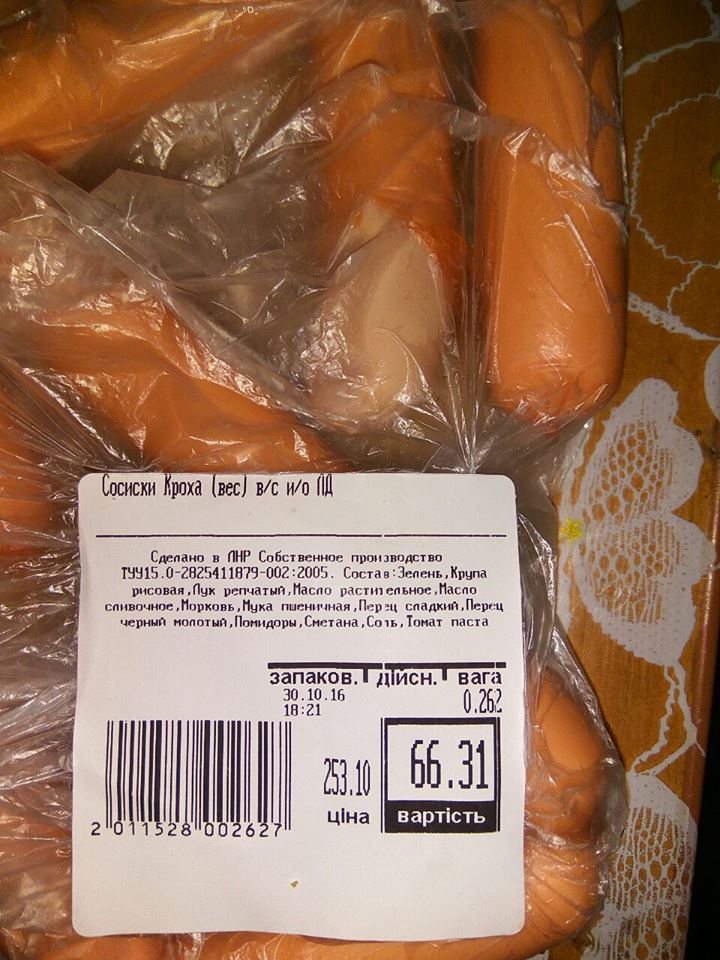 Сосиски Кроха (вес) в/с и/о ПД
Сделано в ЛНР Собственное производство
ТУУ15.0-2825411879-002:2005. Состав:Зелень,Крупа
рисовая,Лук репчатый,Масло растительное,Масло
сливочное,Морковь,Мука пшеничная,Перец сладкий,Перец
черный молотый,Помидоры,Сметана,Соль,Томат паста
запаков. дійсн. вага
30.10.16 0.262
18:21
253.10 66.31
ціна вартість
2 011528 002627